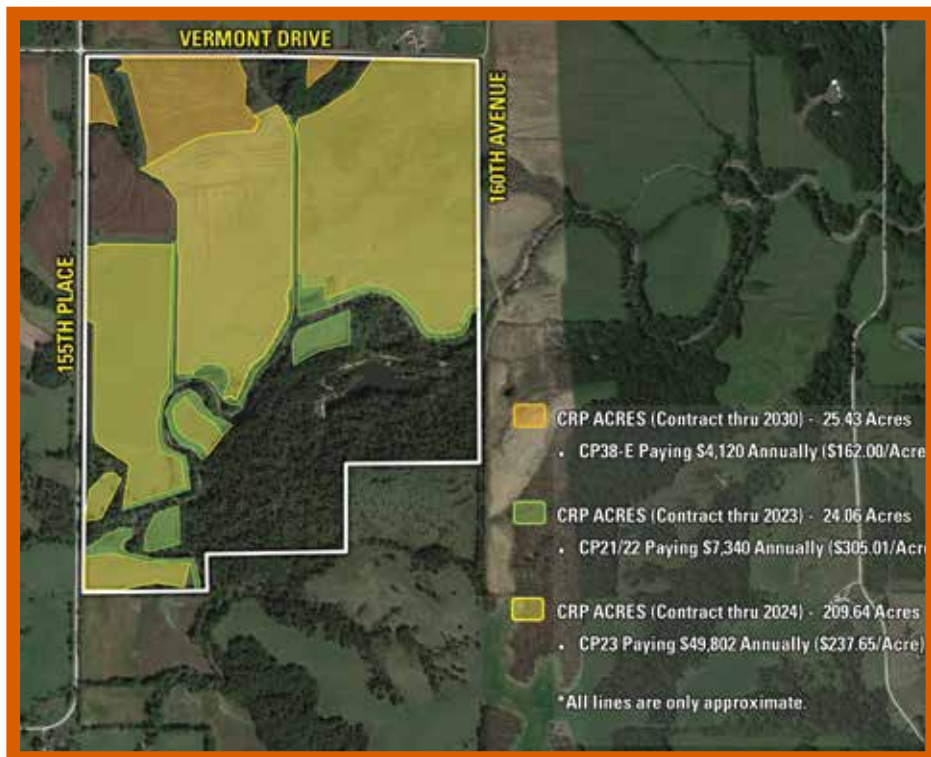 VERMONT DRIVE
160TH AVENUE
155TH PLACE
CRP ACRES (Contract thru 2030) - 25.43 Acres
• CP38-E Paying $4,120 Annually ($162.00/Acre
CRP ACRES (Contract thru 2023) - 24.06 Acres
• CP21/22 Paying $7,340 Annually ($305.01/Acre
CRP ACRES (Contract thru 2024) - 209.64 Acres
• CP23 Paying $49,802 Annually ($237.65/Acre)
*All lines are only approximate.